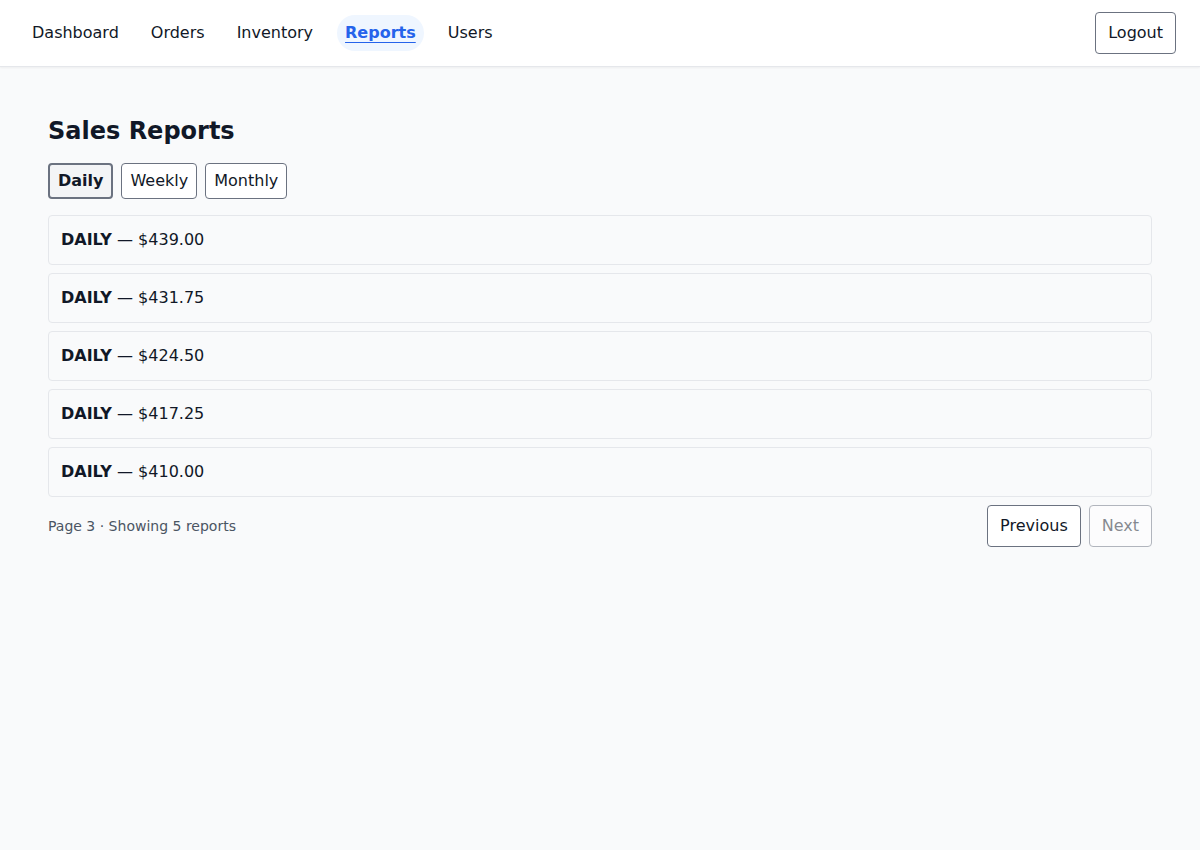 Dashboard Orders Inventory Reports Users Logout
Sales Reports
Daily Weekly Monthly
DAILY — $439.00
DAILY — $431.75
DAILY — $424.50
DAILY — $417.25
DAILY — $410.00
Page 3 · Showing 5 reports Previous Next